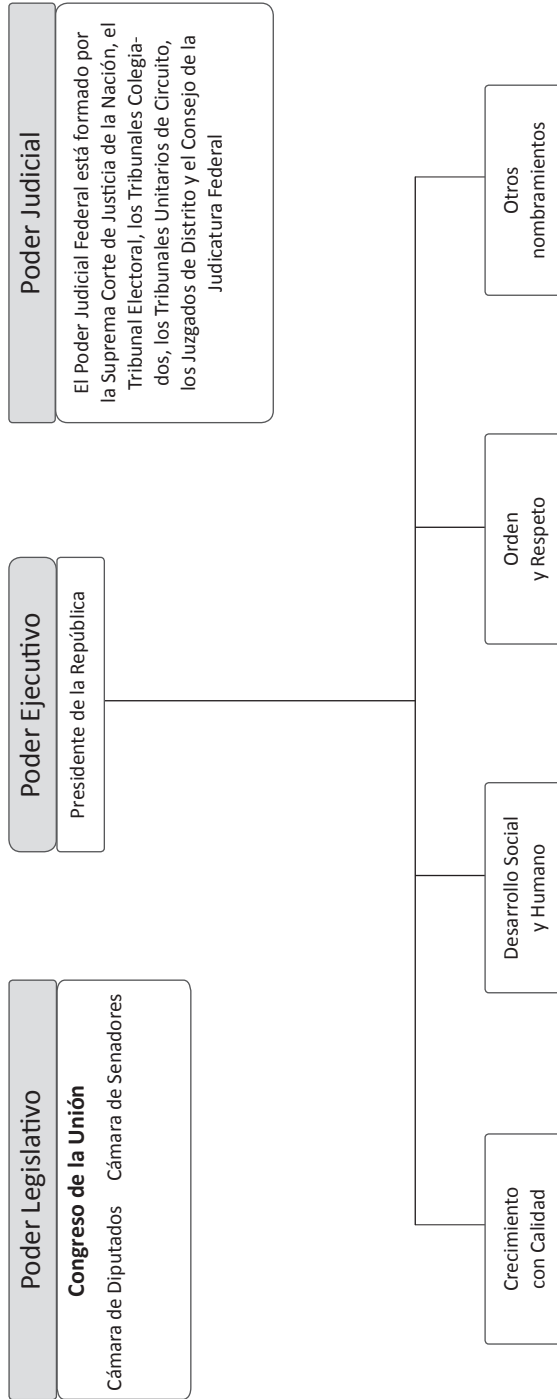 Poder Legislativo
Congreso de la Unión
Cámara de Diputados Cámara de Senadores
Poder Ejecutivo
Presidente de la República
Poder Judicial
El Poder Judicial Federal está formado por
la Suprema Corte de Justicia de la Nación, el
Tribunal Electoral, los Tribunales Colegia-
dos, los Tribunales Unitarios de Circuito,
los Juzgados de Distrito y el Consejo de la
Judicatura Federal
Crecimiento
con Calidad
Desarrollo Social
y Humano
Orden
y Respeto
Otros
nombramientos